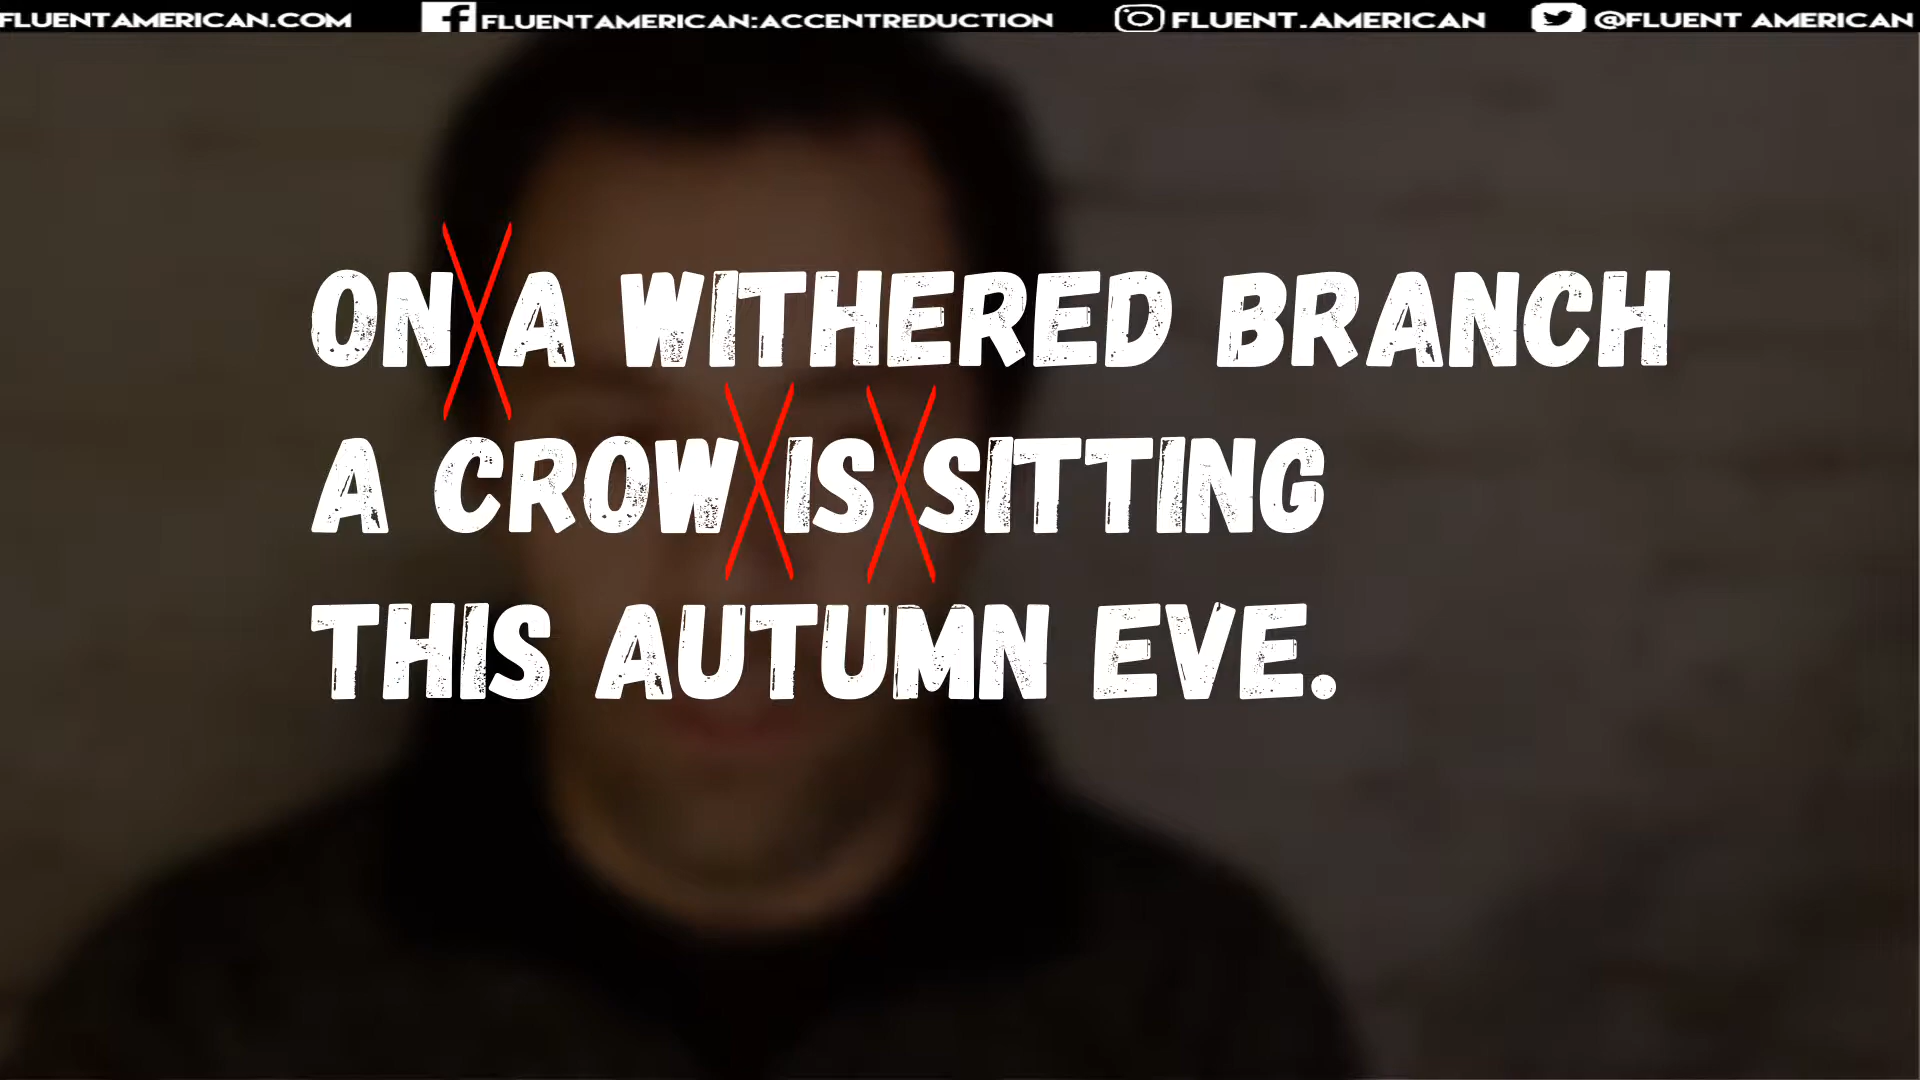 FLUENTAMERICAN.COM FLUENTAMERICAN:ACCENTREDUCTION FLUENT.AMERICAN @FLUENT AMERICAN
ON A WITHERED BRANCH
A CROW IS SITTING
THIS AUTUMN EVE.